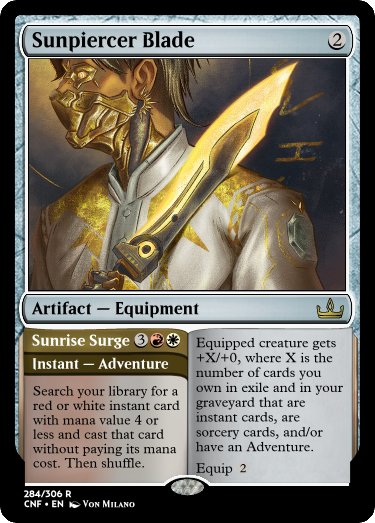 Sunpiercer Blade 2
Artifact — Equipment
Sunrise Surge 3
Instant — Adventure
Search your library for a
red or white instant card
with mana value 4 or
less and cast that card
without paying its mana
cost. Then shuffle.
Equipped creature gets
+X/+0, where X is the
number of cards you
own in exile and in your
graveyard that are
instant cards, are
sorcery cards, and/or
have an Adventure.
Equip 2
284/306 R
CNF • EN Von Milano